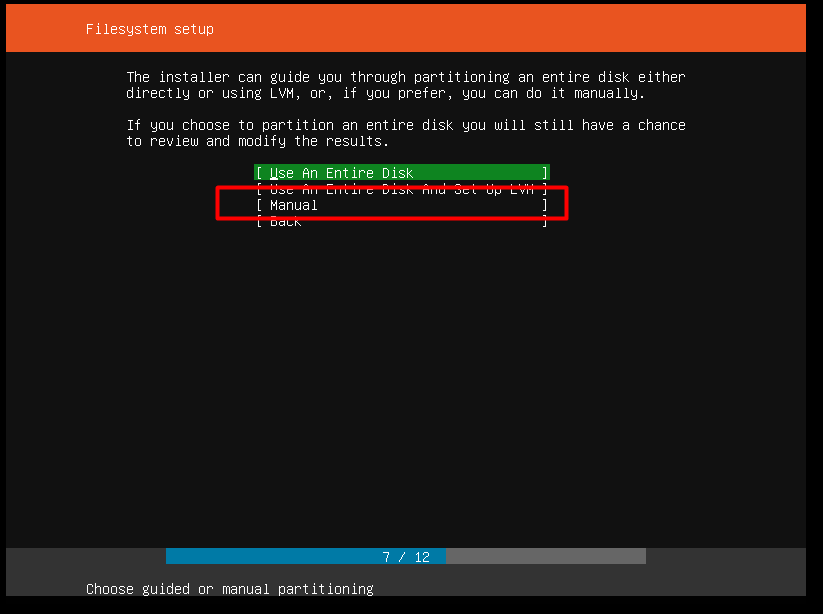 Filesystem setup
The installer can guide you through partitioning an entire disk either
directly or using LVM, or, if you prefer, you can do it manually.
If you choose to partition an entire disk you will still have a chance
to review and modify the results.
[ Use An Entire Disk ]
[ Use An Entire Disk And Set Up LVM ]
[ Manual ]
[ Back ]
7 / 12
Choose guided or manual partitioning